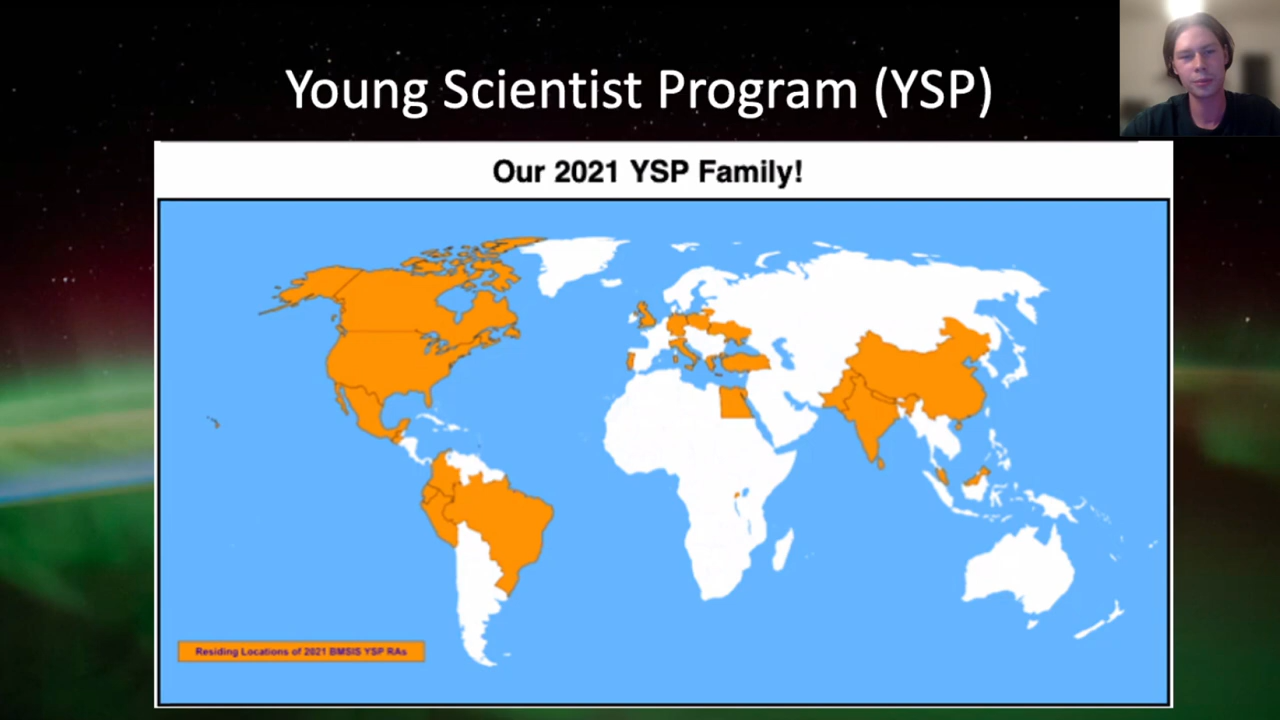 Young Scientist Program (YSP)
Our 2021 YSP Family!
Residing Locations of 2021 BMSIS YSP RAs